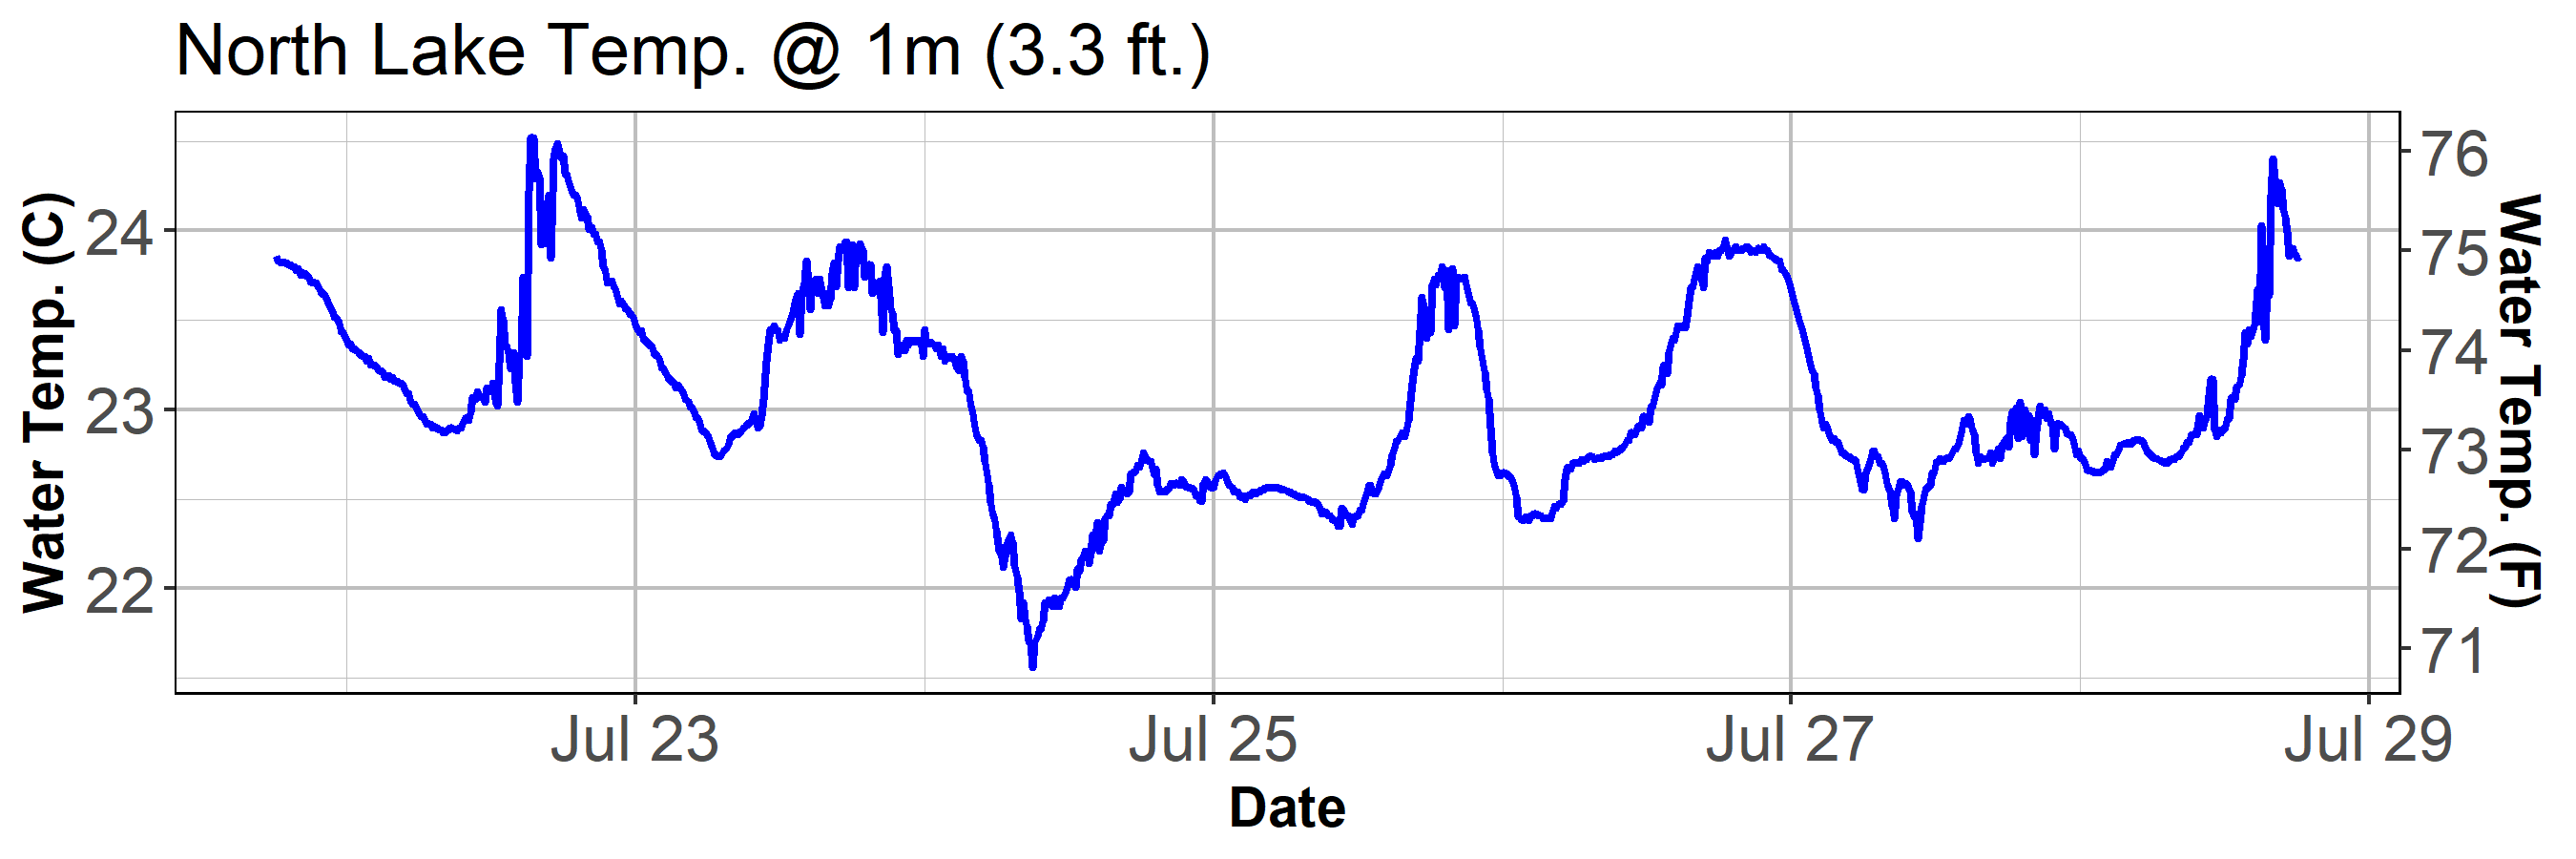 North Lake Temp. @ 1m (3.3 ft.)
Water Temp. (C)
24
23
22
76
75
74
73
72
71
Water Temp. (F)
Jul 23
Jul 25
Jul 27
Jul 29
Date